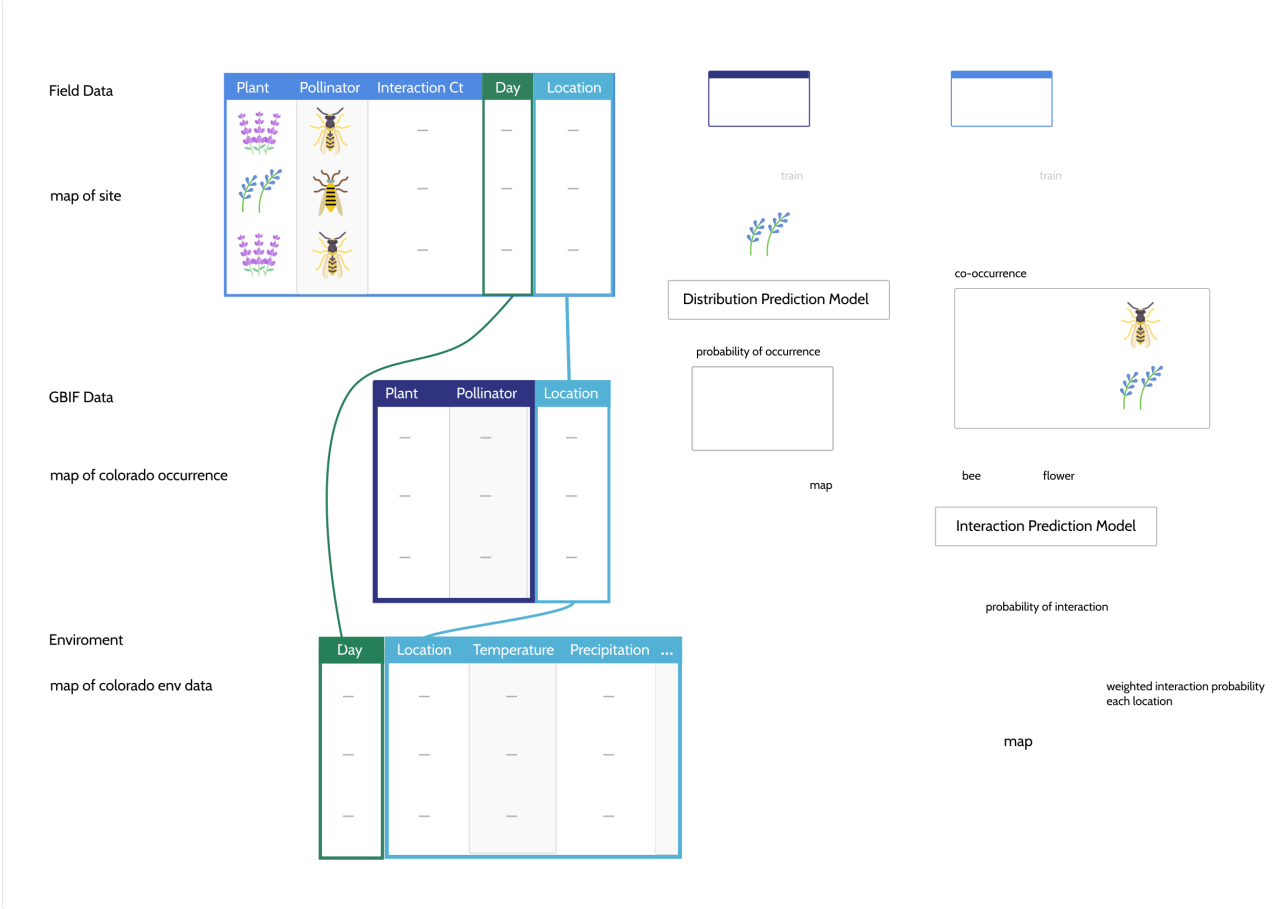 Field Data
Plant Pollinator Interaction Ct Day Location
map of site
train
train
co-occurrence
Distribution Prediction Model
probability of occurrence
GBIF Data
Plant Pollinator Location
map of colorado occurrence
map
bee flower
Interaction Prediction Model
probability of interaction
Enviroment
Day Location Temperature Precipitation ...
map of colorado env data
weighted interaction probability
each location
map